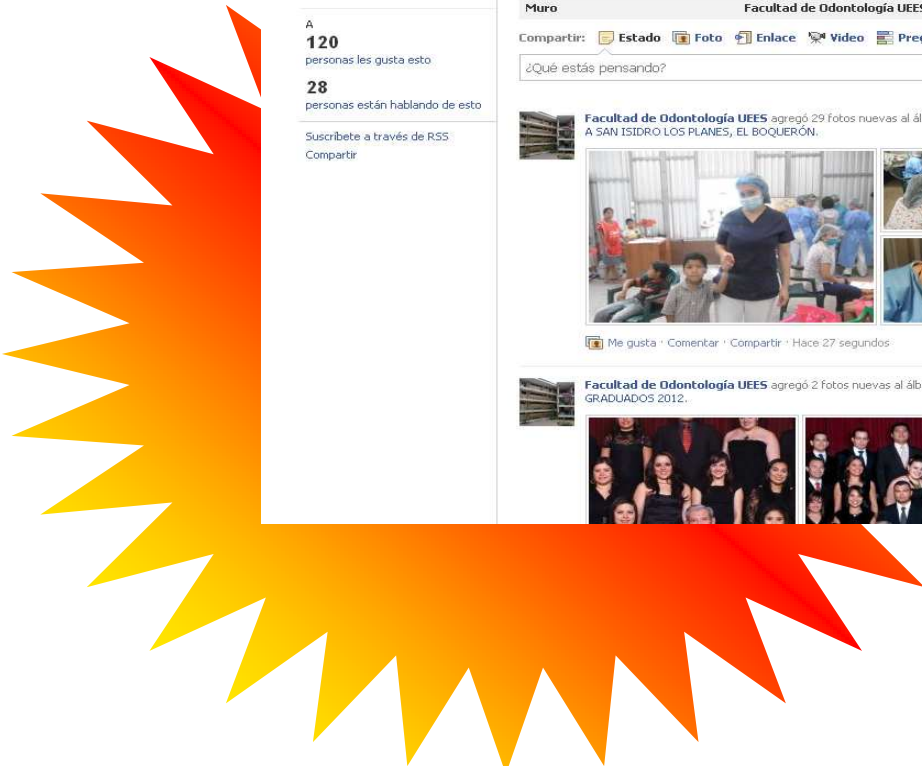 A
120
personas les gusta esto
28
personas están hablando de esto
Suscríbete a través de RSS
Compartir
Muro Facultad de Odontología UEES
Compartir: Estado Foto Enlace Video
¿Qué estás pensando?
Facultad de Odontología UEES agregó 29 fotos nuevas al
A SAN ISIDRO LOS PLANES, EL BOQUERÓN.
Me gusta · Comentar · Compartir · Hace 27 segundos
Facultad de Odontología UEES agregó 2 fotos nuevas al
GRADUADOS 2012.